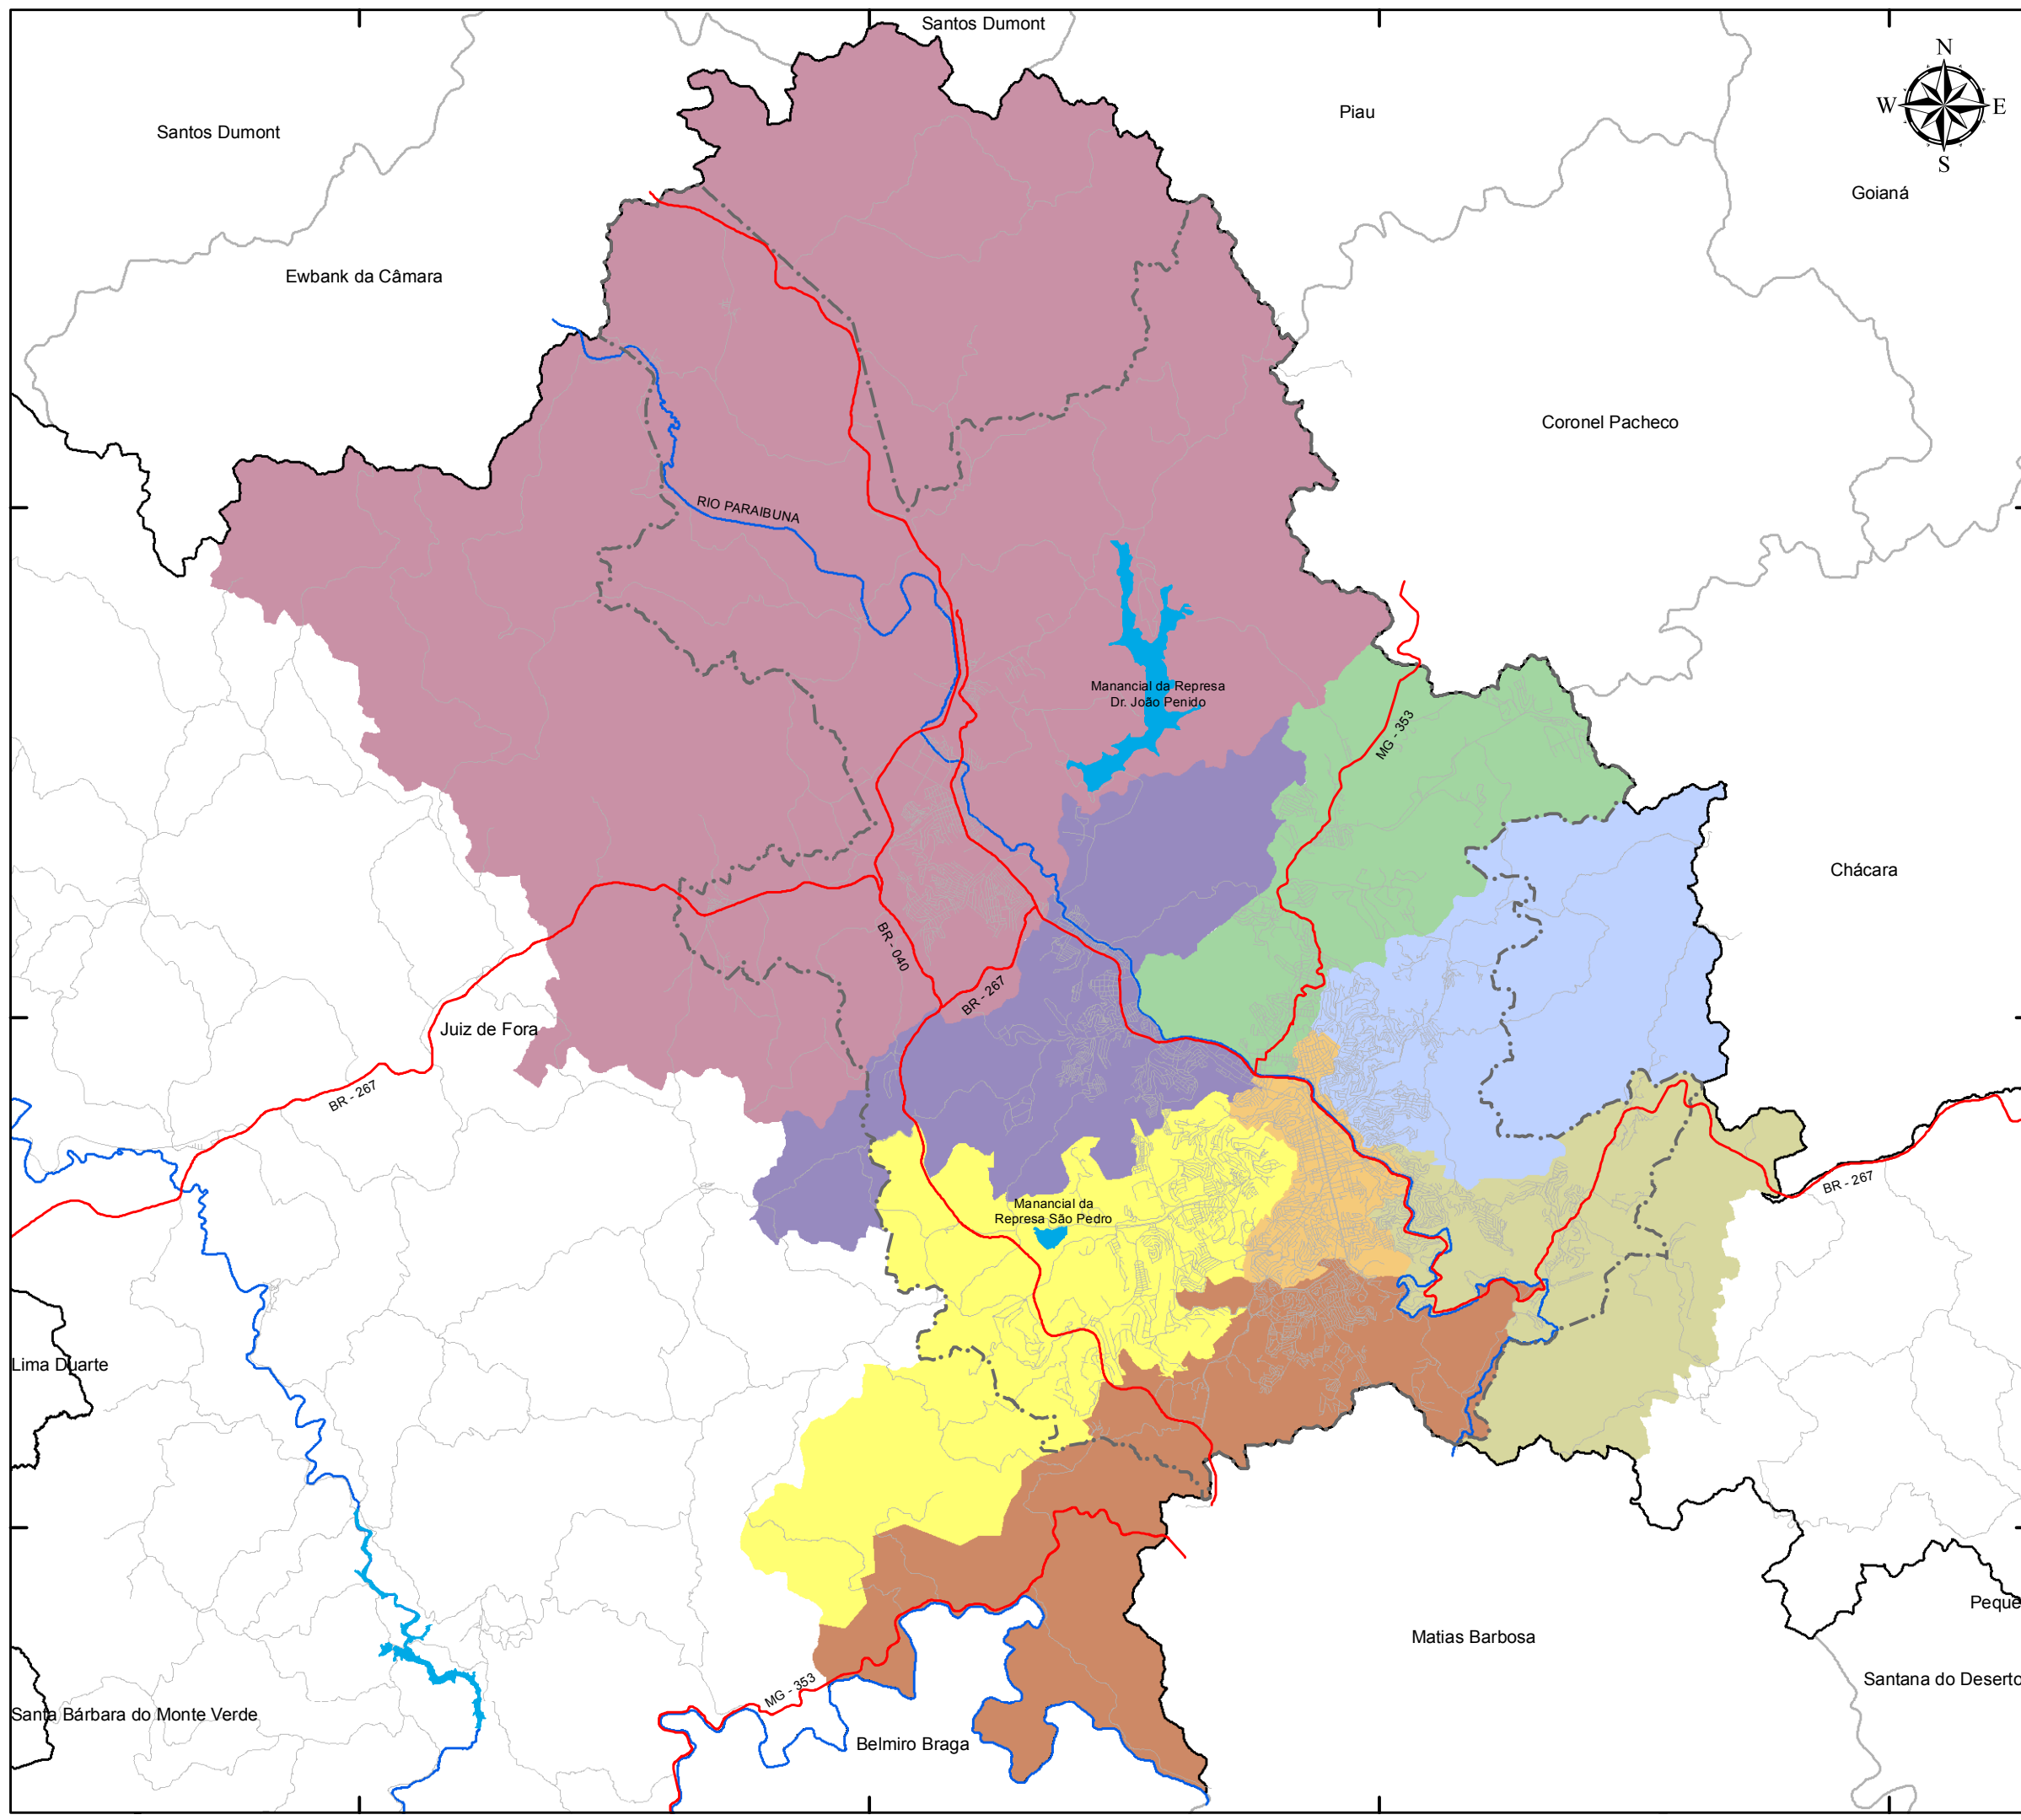 Santos Dumont
N
Piau
W
E
Santos Dumont
S
Goianá
Ewbank da Câmara
Coronel Pacheco
RIO PARAIBUNA
Manancial da Represa
Dr. João Penido
MG - 353
Chácara
BR - 040
BR - 267
Juiz de Fora
BR - 267
BR - 267
Manancial da
Represa São Pedro
Lima Duarte
Peque
Matias Barbosa
Santana do Deserto
MG - 353
Santa Bárbara do Monte Verde
Belmiro Braga